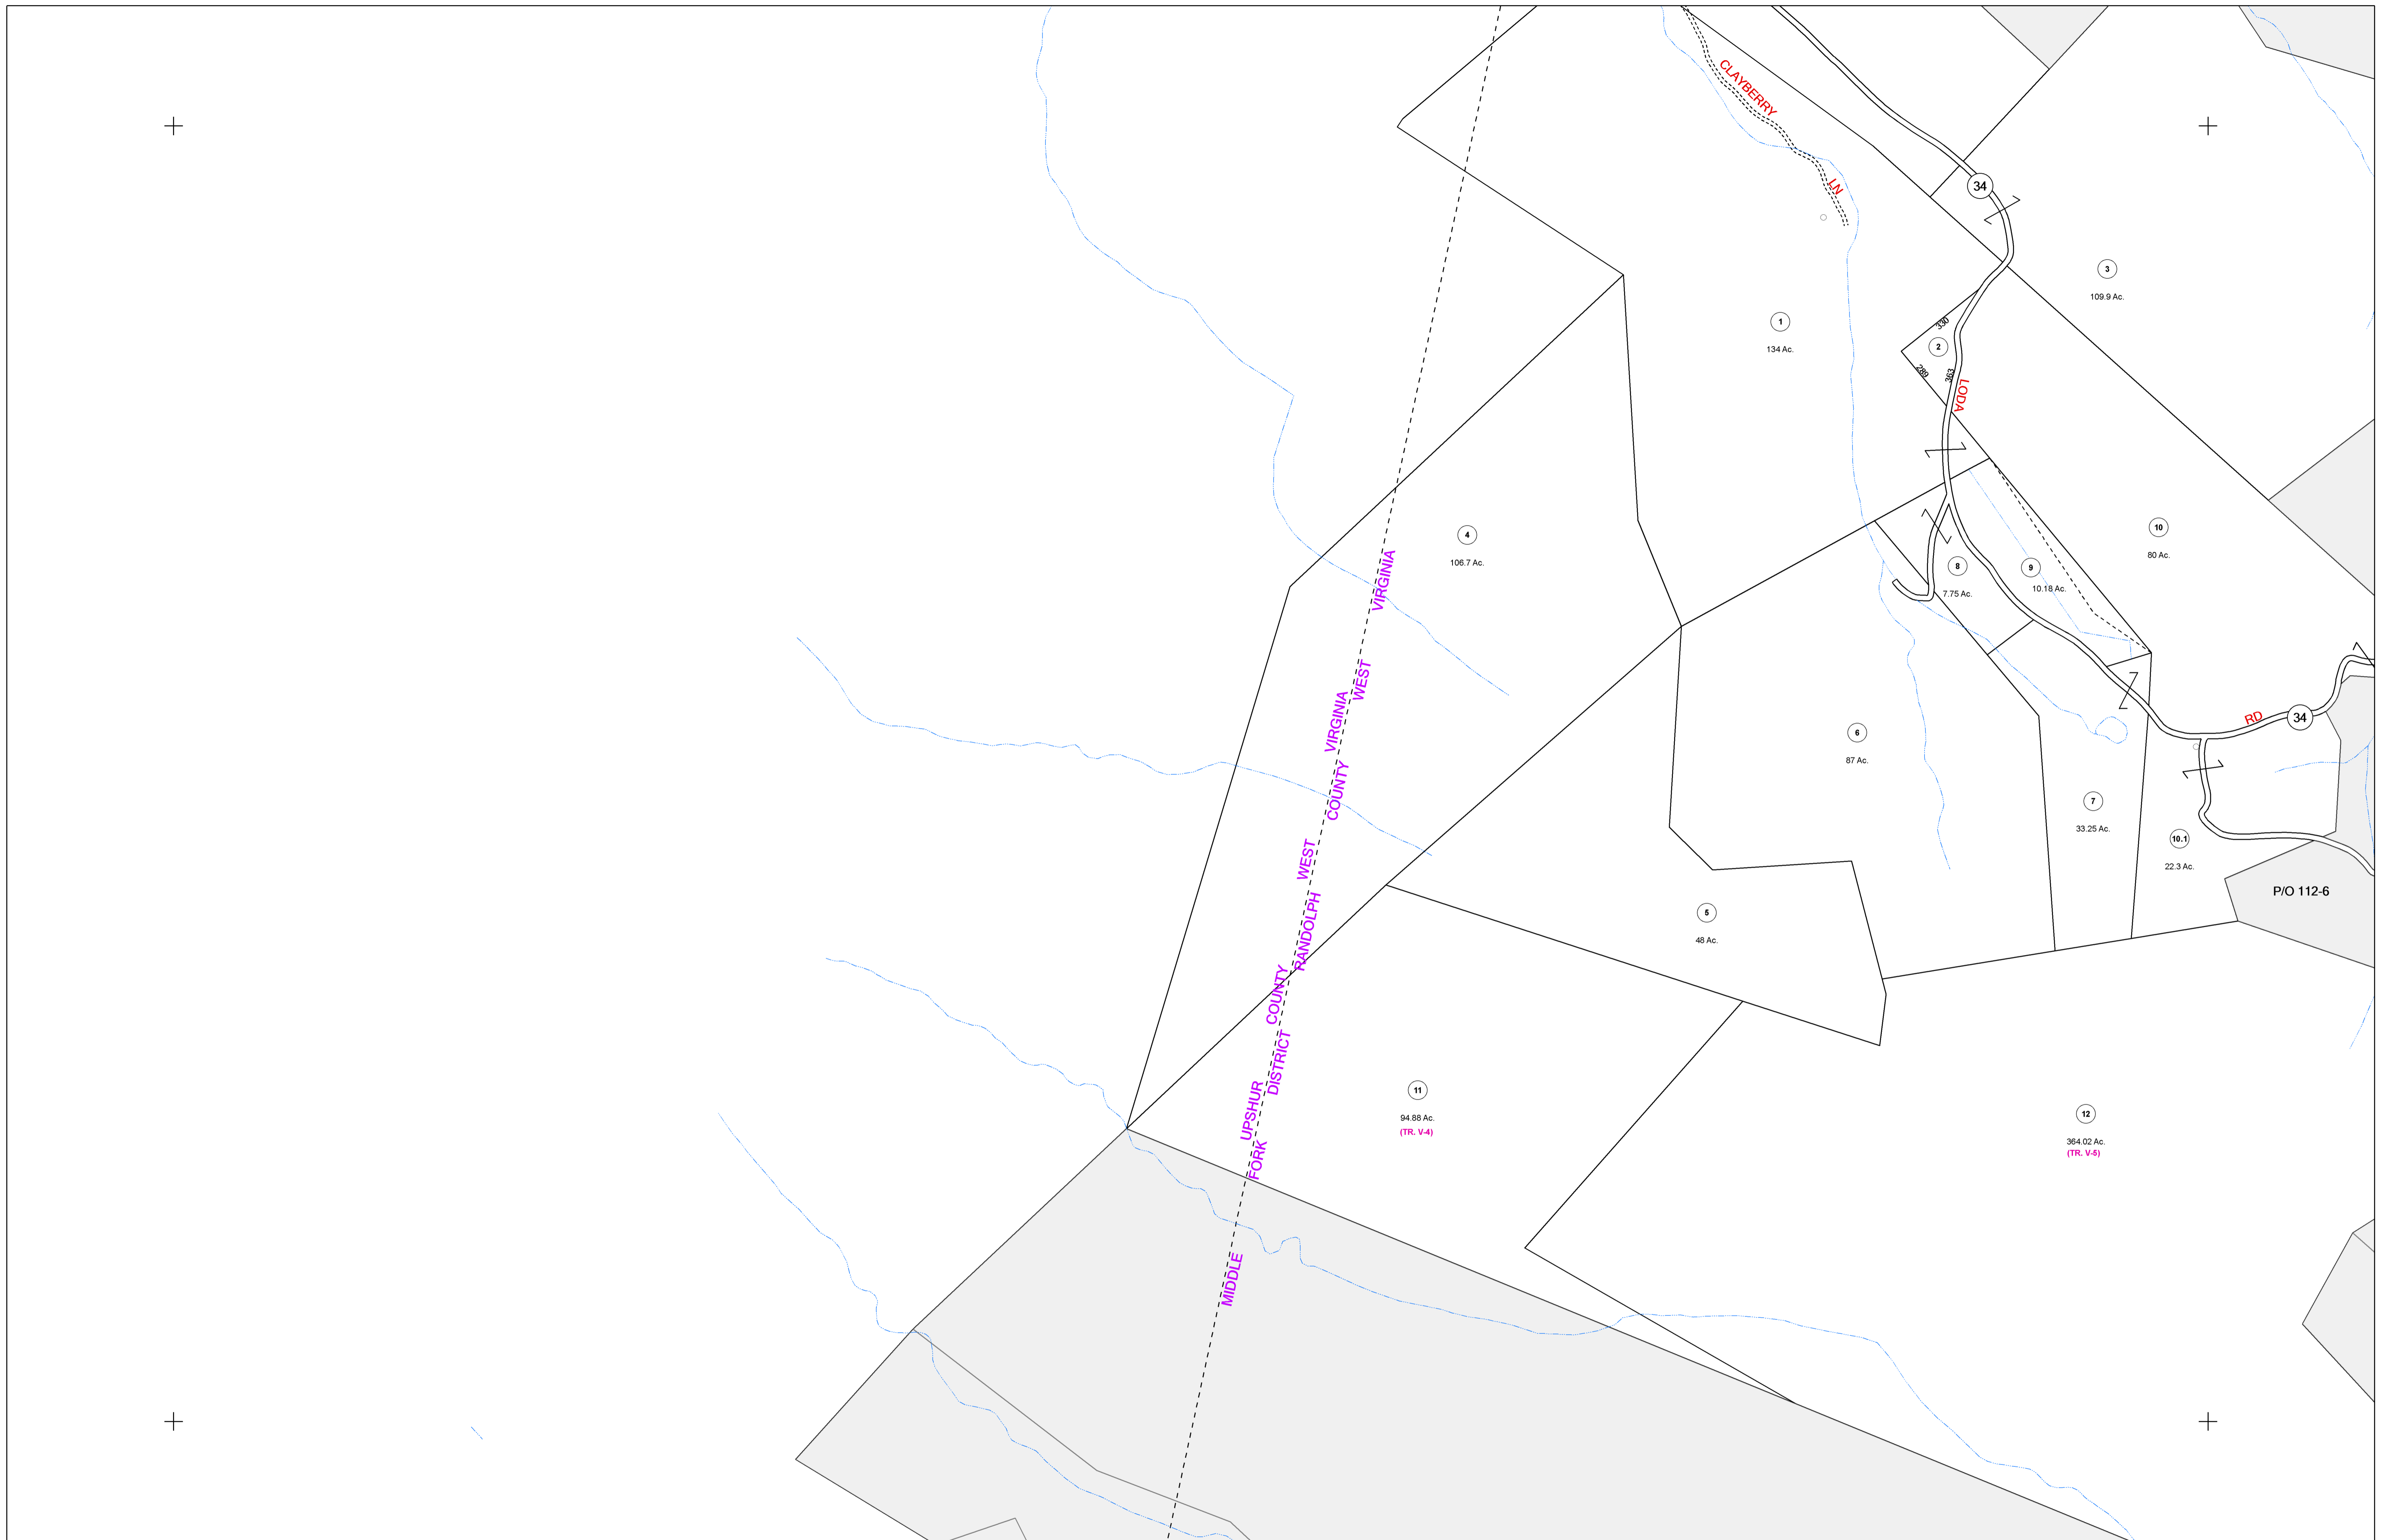 CLAYBERRY
LN
34
3
109.9 Ac.
1
134 Ac.
330
2
289
363
LODA
4
106.7 Ac.
10
80 Ac.
8
7.75 Ac.
9
10.18 Ac.
6
87 Ac.
RD
34
7
33.25 Ac.
10.1
22.3 Ac.
P/O 112-6
5
48 Ac.
11
94.88 Ac.
(TR. V-4)
12
364.02 Ac.
(TR. V-5)
UPSHUR COUNTY WEST VIRGINIA
MIDDLE FORK DISTRICT RANDOLPH COUNTY WEST VIRGINIA